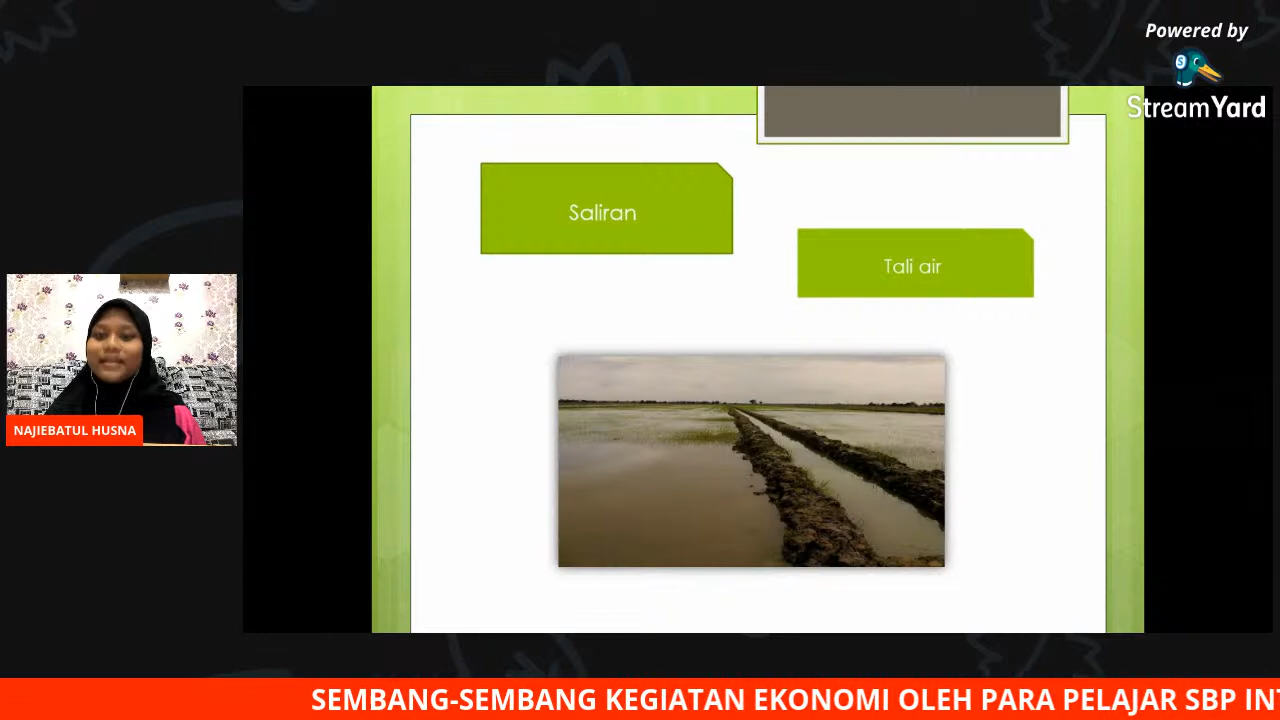 Powered by
StreamYard
Saliran
Tali air
NAJIEBATUL HUSNA
SEMBANG-SEMBANG KEGIATAN EKONOMI OLEH PARA PELAJAR SBP INT